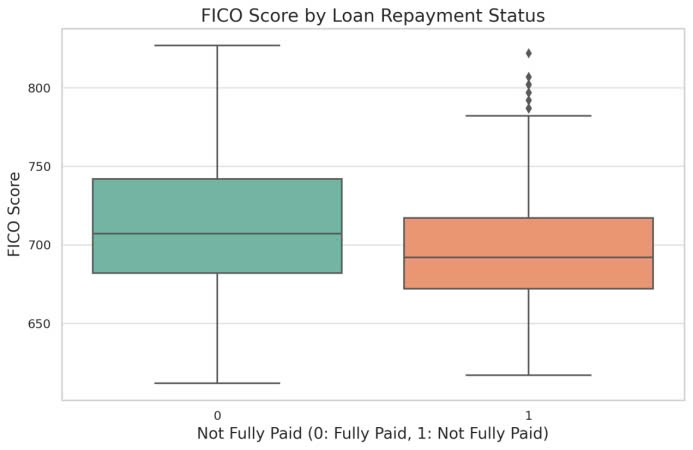 FICO Score by Loan Repayment Status
FICO Score
800
750
700
650
0
1
Not Fully Paid (0: Fully Paid, 1: Not Fully Paid)